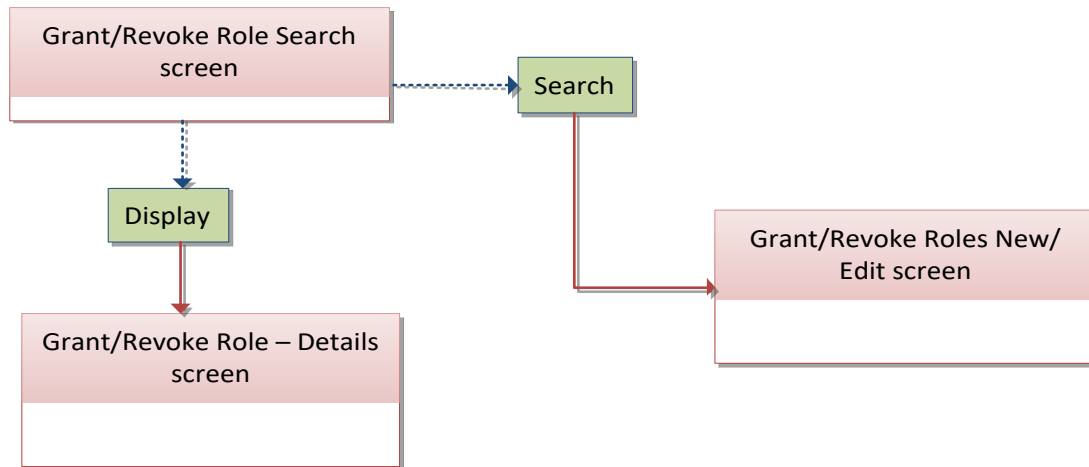 Grant/Revoke Role Search
screen
Search
Display
Grant/Revoke Roles New/
Edit screen
Grant/Revoke Role – Details
screen